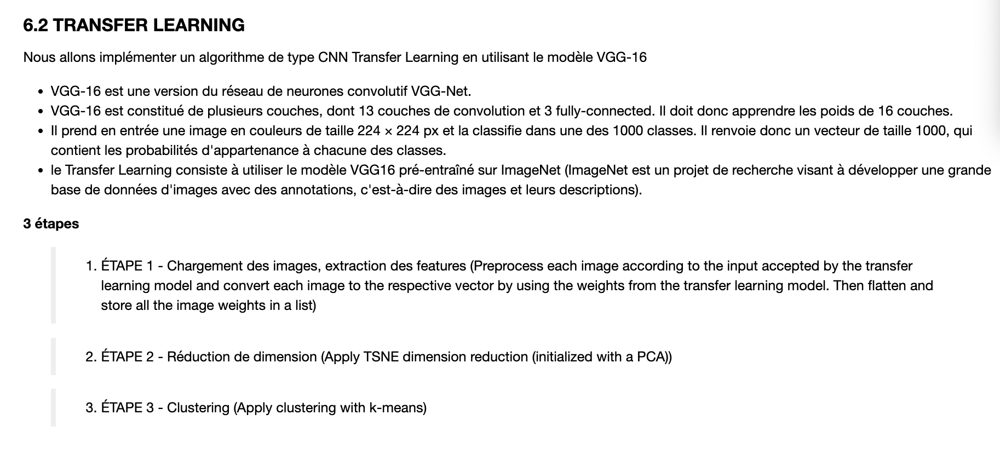 6.2 TRANSFER LEARNING
Nous allons implémenter un algorithme de type CNN Transfer Learning en utilisant le modèle VGG-16
• VGG-16 est une version du réseau de neurones convolutif VGG-Net.
• VGG-16 est constitué de plusieurs couches, dont 13 couches de convolution et 3 fully-connected. Il doit donc apprendre les poids de 16 couches.
• Il prend en entrée une image en couleurs de taille 224 × 224 px et la classifie dans une des 1000 classes. Il renvoie donc un vecteur de taille 1000, qui
contient les probabilités d'appartenance à chacune des classes.
• le Transfer Learning consiste à utiliser le modèle VGG16 pré-entraîné sur ImageNet (ImageNet est un projet de recherche visant à développer une grande
base de données d'images avec des annotations, c'est-à-dire des images et leurs descriptions).
3 étapes
1. ÉTAPE 1 - Chargement des images, extraction des features (Preprocess each image according to the input accepted by the transfer
learning model and convert each image to the respective vector by using the weights from the transfer learning model. Then flatten and
store all the image weights in a list)
2. ÉTAPE 2 - Réduction de dimension (Apply TSNE dimension reduction (initialized with a PCA))
3. ÉTAPE 3 - Clustering (Apply clustering with k-means)